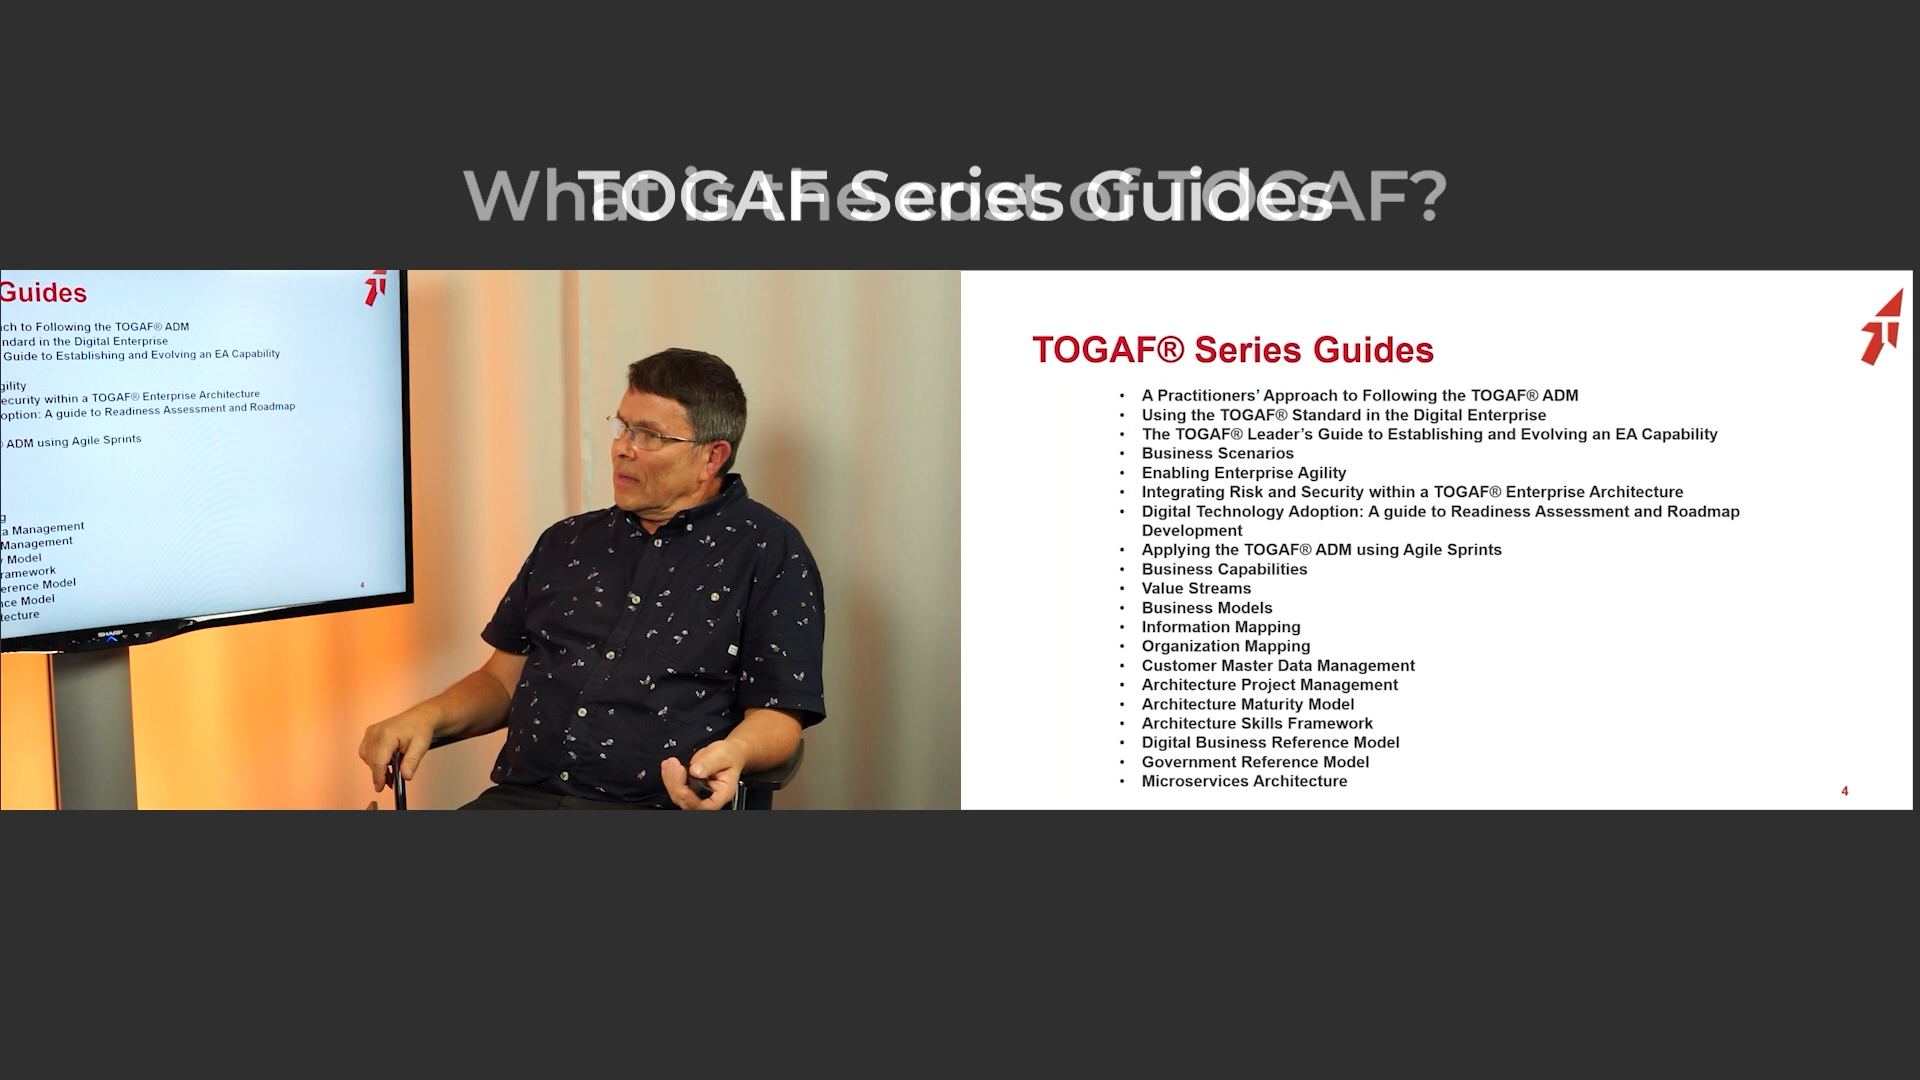 What is the cost of TOGAF?
TOGAF Series Guides
Guides
ch to Following the TOGAF® ADM
ndard in the Digital Enterprise
Guide to Establishing and Evolving an EA Capability
gility
ecurity within a TOGAF® Enterprise Architecture
option: A guide to Readiness Assessment and Roadmap
ADM using Agile Sprints
g
a Management
Management
Model
ramework
erence Model
nce Model
tecture
4
SHARP
TOGAF® Series Guides
• A Practitioners’ Approach to Following the TOGAF® ADM
• Using the TOGAF® Standard in the Digital Enterprise
• The TOGAF® Leader’s Guide to Establishing and Evolving an EA Capability
• Business Scenarios
• Enabling Enterprise Agility
• Integrating Risk and Security within a TOGAF® Enterprise Architecture
• Digital Technology Adoption: A guide to Readiness Assessment and Roadmap
Development
• Applying the TOGAF® ADM using Agile Sprints
• Business Capabilities
• Value Streams
• Business Models
• Information Mapping
• Organization Mapping
• Customer Master Data Management
• Architecture Project Management
• Architecture Maturity Model
• Architecture Skills Framework
• Digital Business Reference Model
• Government Reference Model
• Microservices Architecture
4